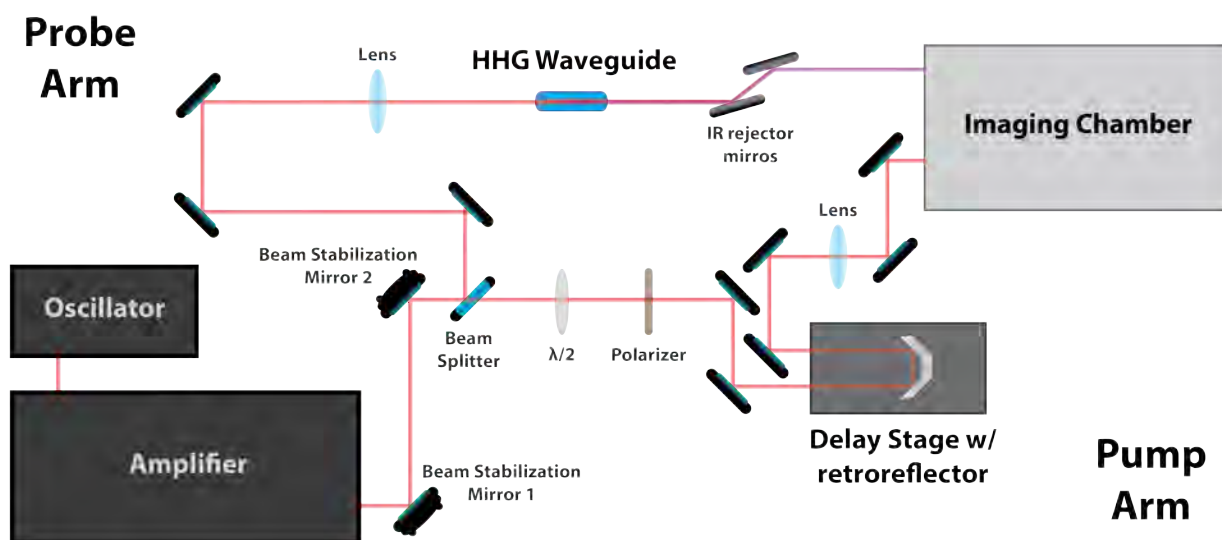 Probe
Arm
Lens
HHG Waveguide
IR rejector
mirros
Imaging Chamber
Lens
Beam Stabilization
Mirror 2
Oscillator
Beam
Splitter
λ/2
Polarizer
Amplifier
Beam Stabilization
Mirror 1
Delay Stage w/
retroreflector
Pump
Arm